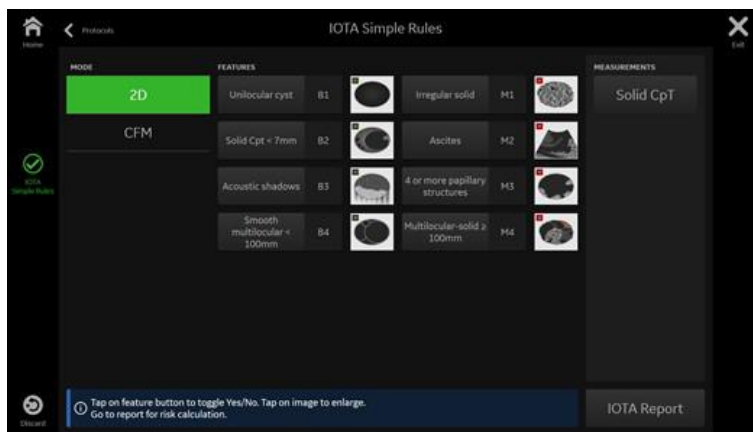 IOTA Simple Rules
Home
Protocols
Exit
MODE
2D
CFM
FEATURES
Unilocular cyst B1
Irregular solid M1
Solid Cpt < 7mm B2
Ascites M2
Acoustic shadows B3
4 or more papillary
structures M3
Smooth
multilocular <
100mm
B4
Multilocular-solid ≥
100mm
M4
MEASUREMENTS
Solid CpT
IOTA
Simple Rules
Tap on feature button to toggle Yes/No. Tap on image to enlarge.
Go to report for risk calculation.
IOTA Report
Discard